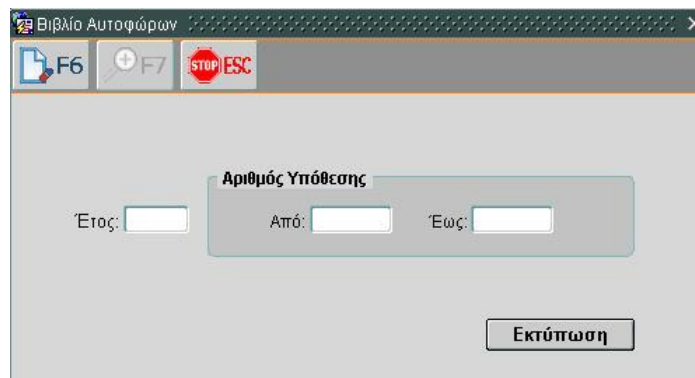 Βιβλίο Αυτοφώρων
F6 F7 STOP ESC
Αριθμός Υπόθεσης
Έτος: Από: Έως:
Εκτύπωση